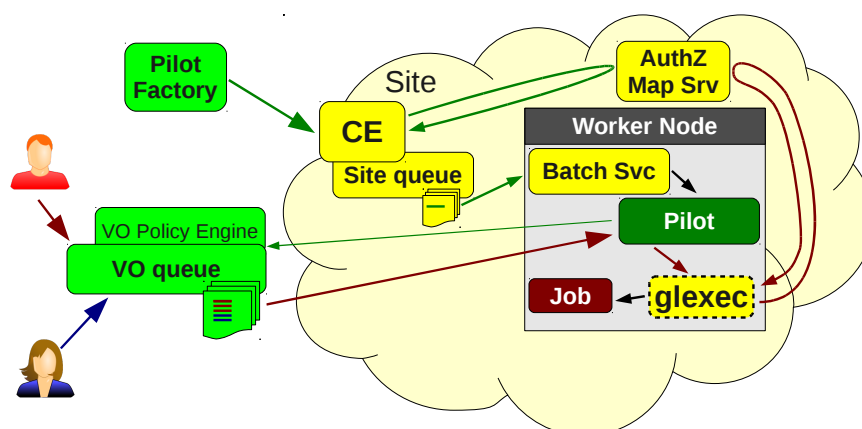 Pilot
Factory
Site
AuthZ
Map Srv
CE
Worker Node
Site queue
Batch Svc
Pilot
VO Policy Engine
VO queue
Job
glexec